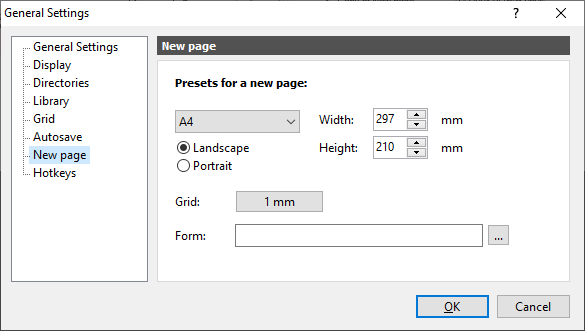 General Settings
?
General Settings
Display
Directories
Library
Grid
Autosave
New page
Hotkeys
New page
Presets for a new page:
A4
Width: 297 mm
Landscape
Height: 210 mm
Portrait
Grid: 1 mm
Form: ...
OK Cancel